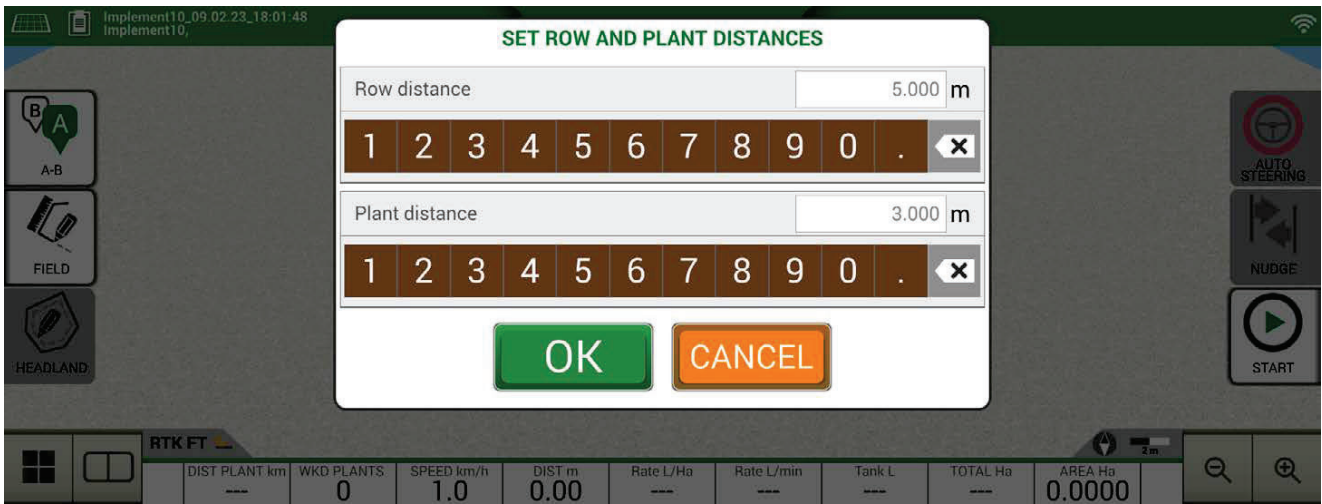 Implement10_09.02.23_18:01:48
Implement10,
SET ROW AND PLANT DISTANCES
Row distance 5.000 m
1 2 3 4 5 6 7 8 9 0 .
Plant distance 3.000 m
1 2 3 4 5 6 7 8 9 0 .
OK CANCEL
B A
A-B
FIELD
HEADLAND
AUTO
STEERING
NUDGE
START
RTK FT
2 m
DIST PLANT km WKD PLANTS SPEED km/h DIST m Rate L/Ha Rate L/min Tank L TOTAL Ha AREA Ha
--- 0 1.0 0.00 --- --- --- --- 0.0000